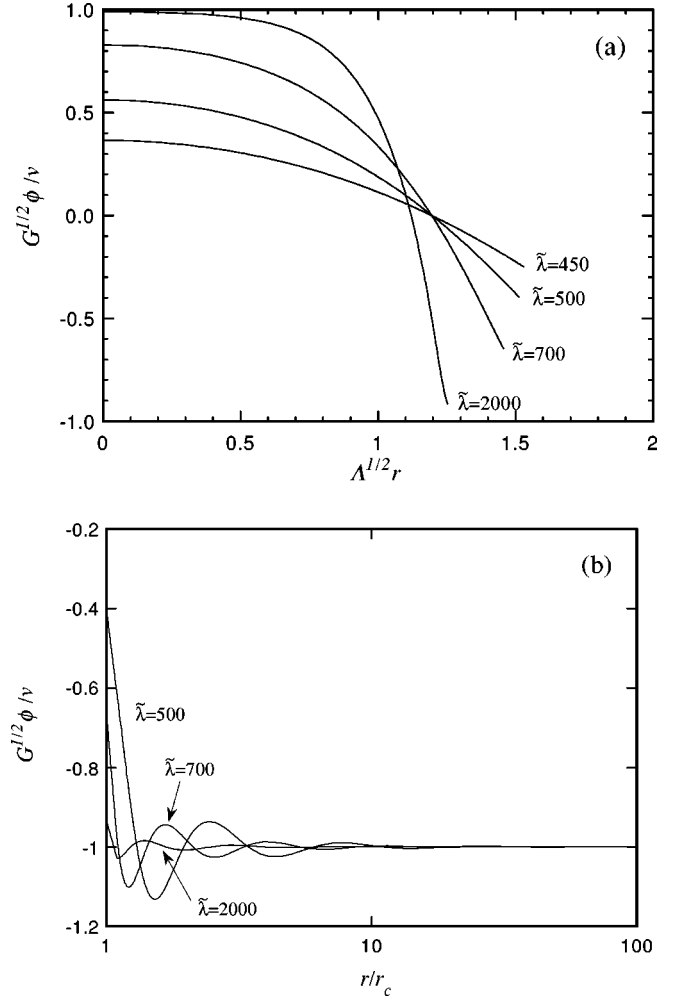 1.0
(a)
0.5
G^{1/2} ϕ /v
0.0
λ̃=450
λ̃=500
-0.5
λ̃=700
λ̃=2000
-1.0
0 0.5 1 1.5 2
Λ^{1/2} r
-0.2
(b)
-0.4
G^{1/2} ϕ /v
-0.6
λ̃=500
λ̃=700
-0.8
-1
λ̃=2000
-1.2
1 10 100
r/r_c